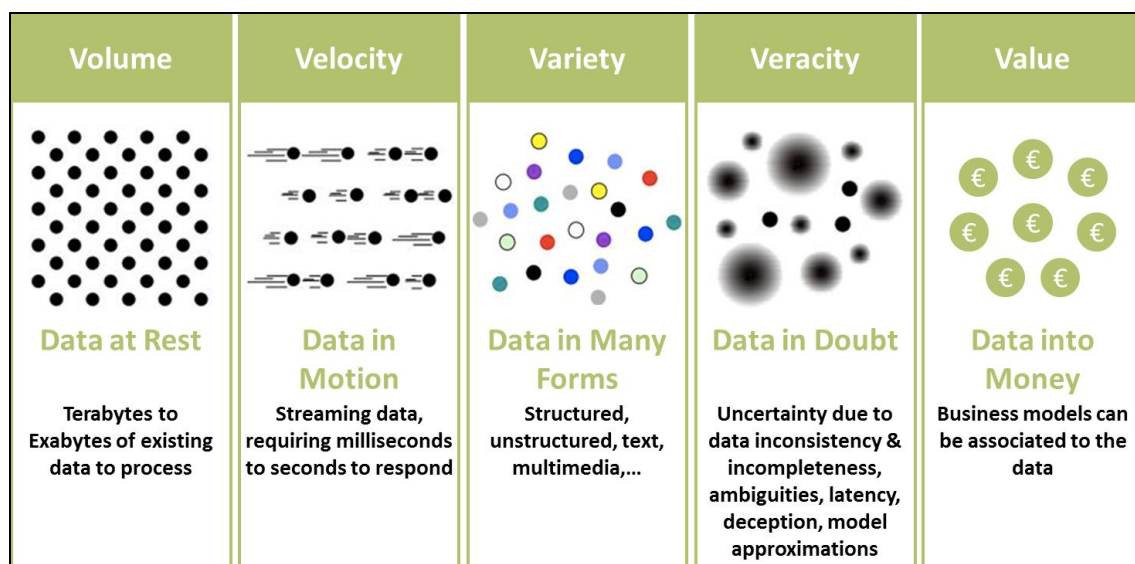 Volume
Velocity
Variety
Veracity
Value
€
€
€
€
€
€
€
€
Data at Rest
Terabytes to
Exabytes of existing
data to process
Data in
Motion
Streaming data,
requiring milliseconds
to seconds to respond
Data in Many
Forms
Structured,
unstructured, text,
multimedia,...
Data in Doubt
Uncertainty due to
data inconsistency &
incompleteness,
ambiguities, latency,
deception, model
approximations
Data into
Money
Business models can
be associated to the
data